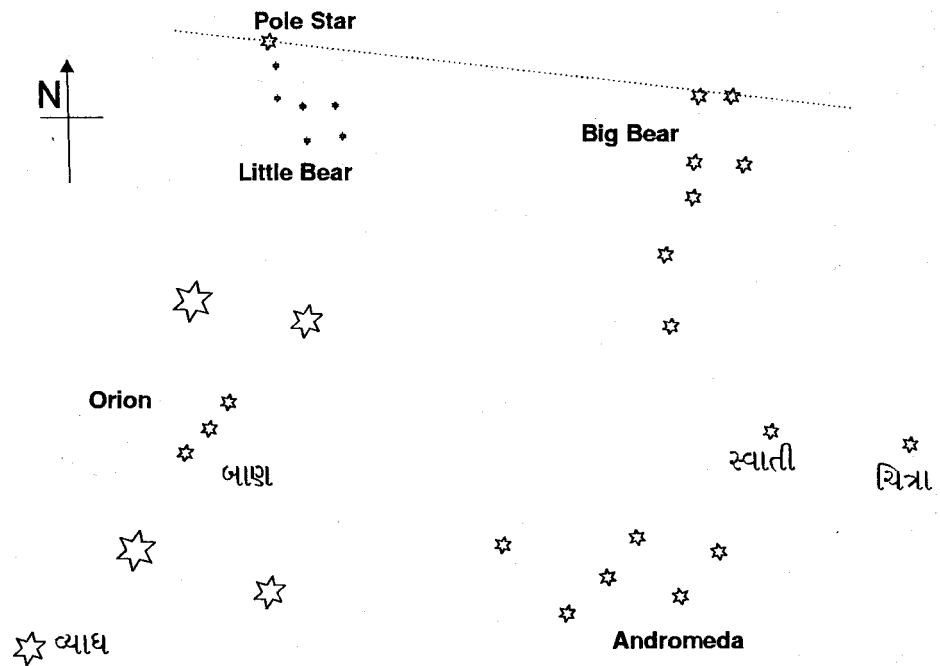 Pole Star
N
Big Bear
Little Bear
Orion
બાણ
સ્વાતી
ચિત્રા
વ્યાધ
Andromeda